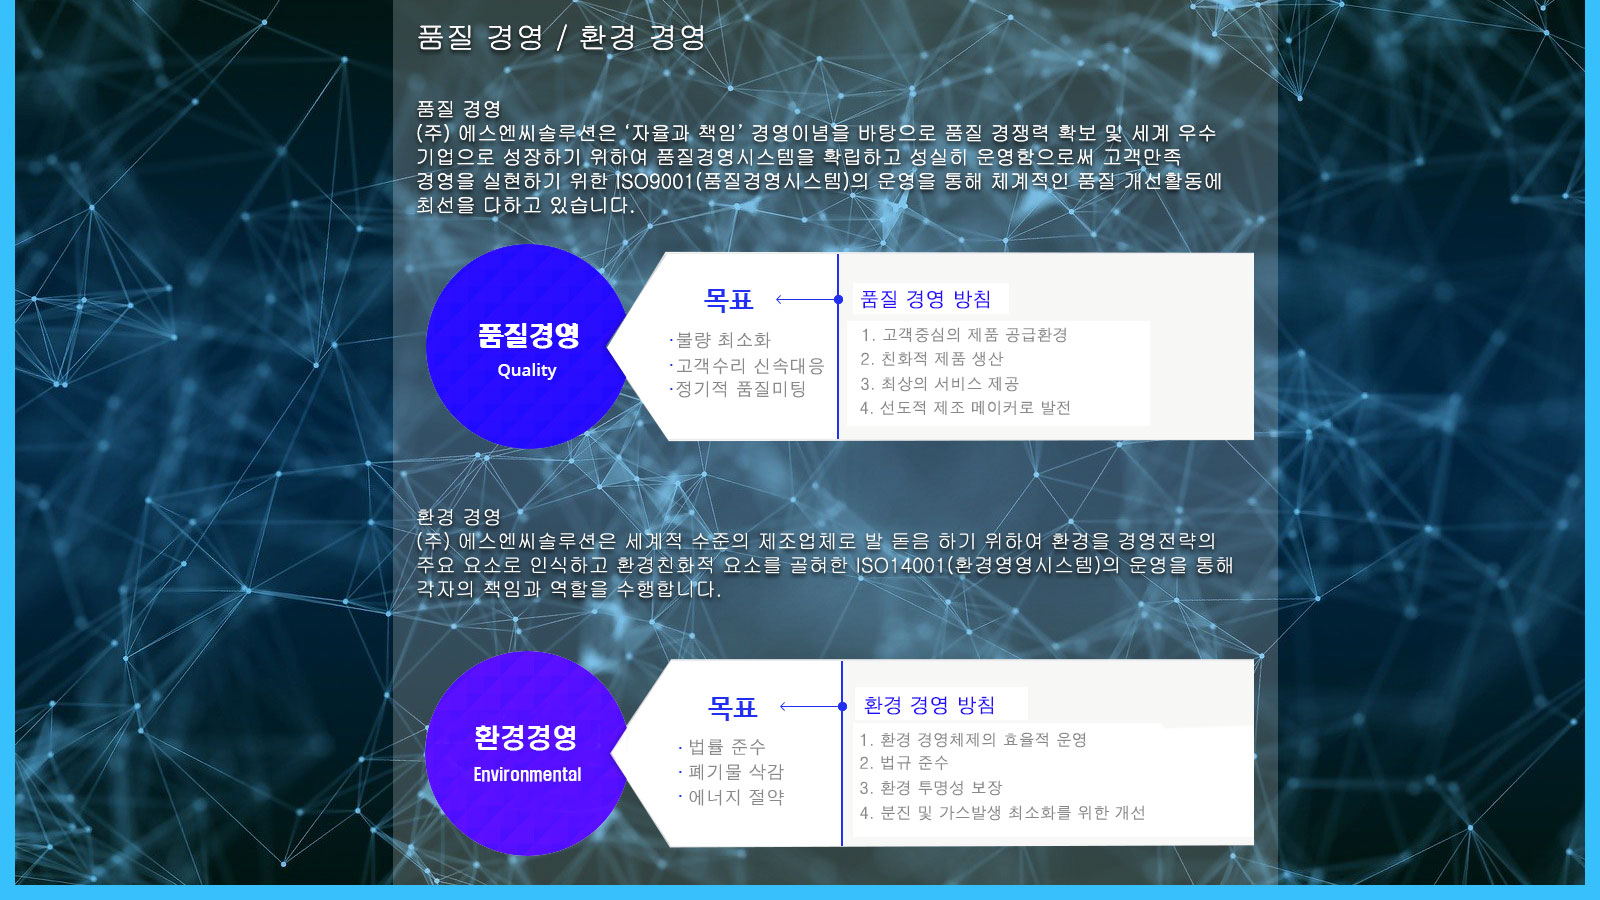 품질 경영 / 환경 경영
품질 경영
(주) 에스엔씨솔루션은 ‘자율과 책임’ 경영이념을 바탕으로 품질 경쟁력 확보 및 세계 우수
기업으로 성장하기 위하여 품질경영시스템을 확립하고 성실히 운영함으로써 고객만족
경영을 실현하기 위한 ISO9001(품질경영시스템)의 운영을 통해 체계적인 품질 개선활동에
최선을 다하고 있습니다.
품질경영
Quality
목표
·불량 최소화
·고객수리 신속대응
·정기적 품질미팅
품질 경영 방침
1. 고객중심의 제품 공급환경
2. 친화적 제품 생산
3. 최상의 서비스 제공
4. 선도적 제조 메이커로 발전
환경 경영
(주) 에스엔씨솔루션은 세계적 수준의 제조업체로 발 돋음 하기 위하여 환경을 경영전략의
주요 요소로 인식하고 환경친화적 요소를 골혀한 ISO14001(환경영영시스템)의 운영을 통해
각자의 책임과 역할을 수행합니다.
환경경영
Environmental
목표
· 법률 준수
· 폐기물 삭감
· 에너지 절약
환경 경영 방침
1. 환경 경영체제의 효율적 운영
2. 법규 준수
3. 환경 투명성 보장
4. 분진 및 가스발생 최소화를 위한 개선